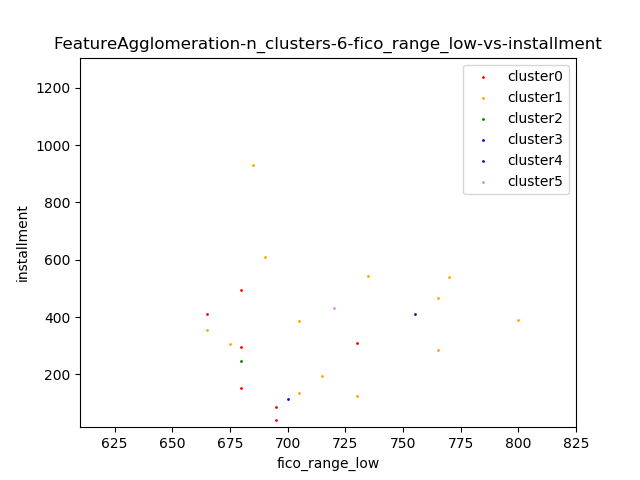 FeatureAgglomeration-n_clusters-6-fico_range_low-vs-installment
cluster0
cluster1
cluster2
cluster3
cluster4
cluster5
1200
1000
800
600
400
200
installment
625 650 675 700 725 750 775 800 825
fico_range_low